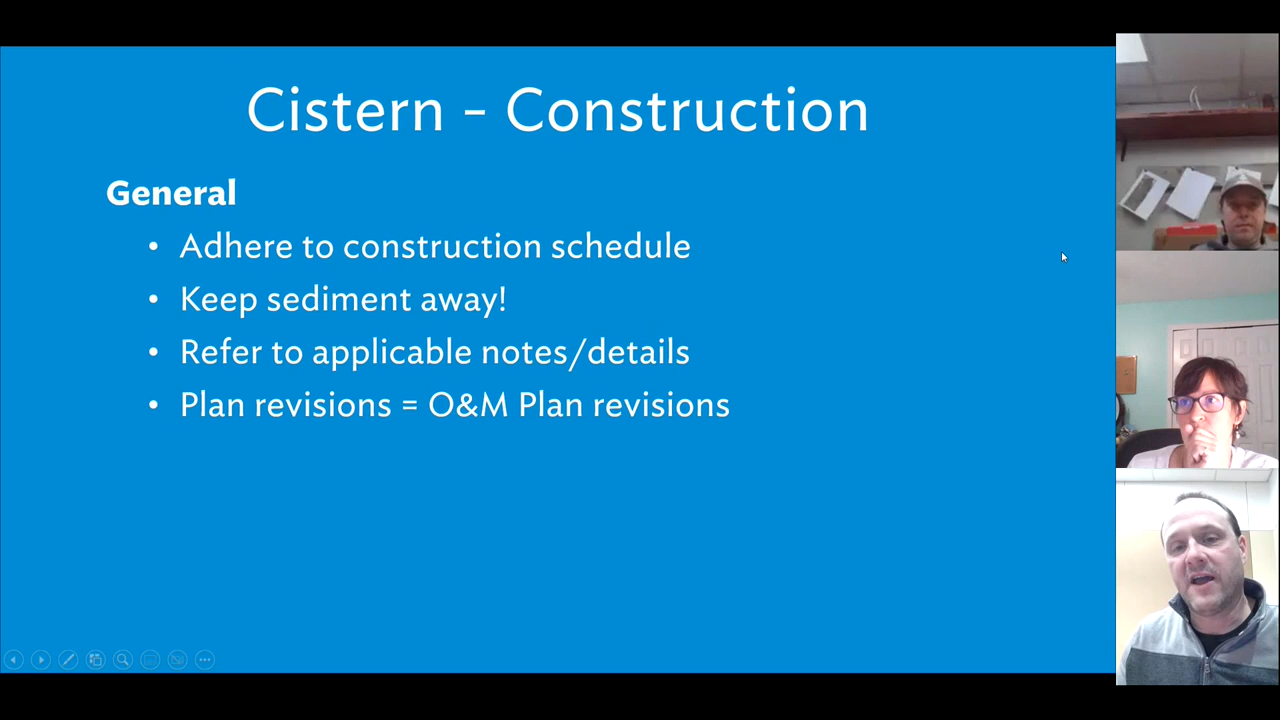 Cistern - Construction
General
• Adhere to construction schedule
• Keep sediment away!
• Refer to applicable notes/details
• Plan revisions = O&M Plan revisions